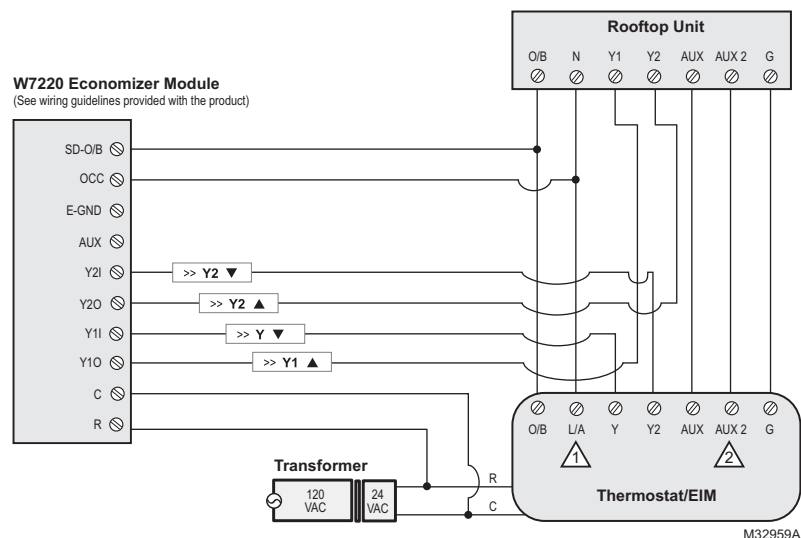 Rooftop Unit
O/B N Y1 Y2 AUX AUX 2 G
W7220 Economizer Module
(See wiring guidelines provided with the product)
SD-O/B
OCC
E-GND
AUX
Y2I >> Y2 ▼
Y2O >> Y2 ▲
Y1I >> Y ▼
Y1O >> Y1 ▲
C
R
O/B L/A Y Y2 AUX AUX 2 G
1 2
Transformer
120 VAC
24 VAC
R
C
Thermostat/EIM
M32959A